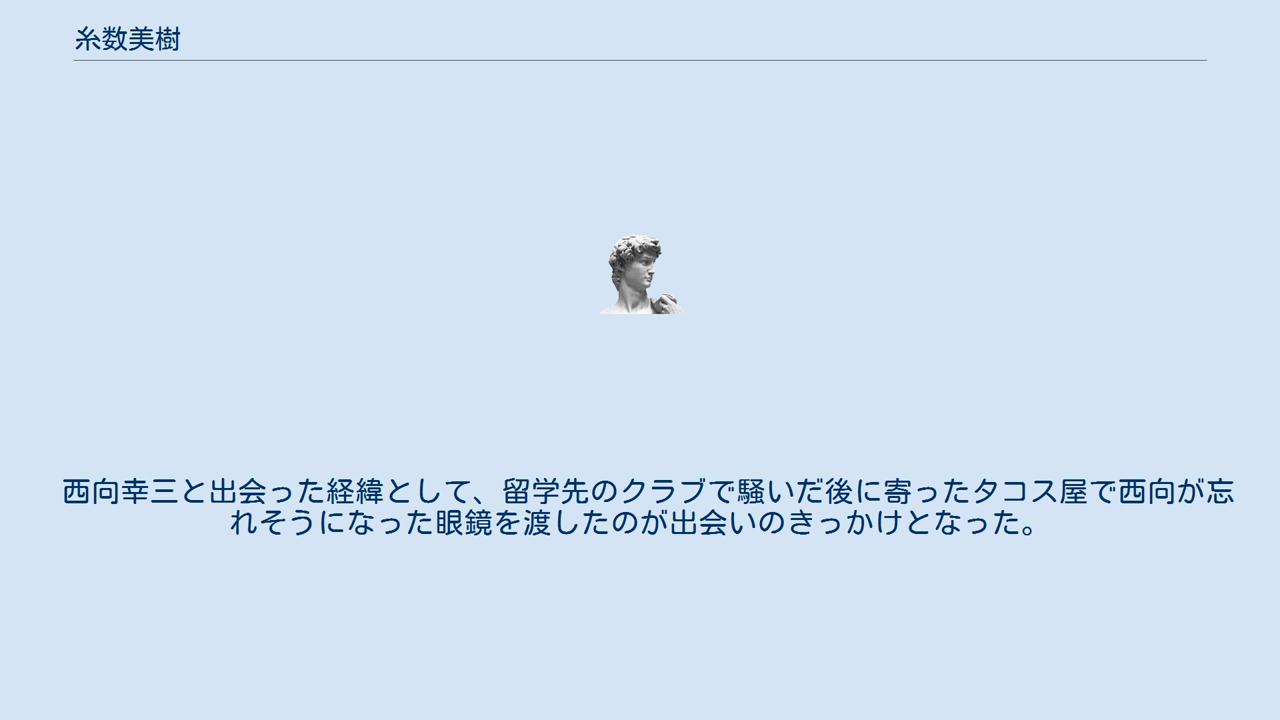 糸数美樹
西向幸三と出会った経緯として、留学先のクラブで騒いだ後に寄ったタコス屋で西向が忘
れそうになった眼鏡を渡したのが出会いのきっかけとなった。